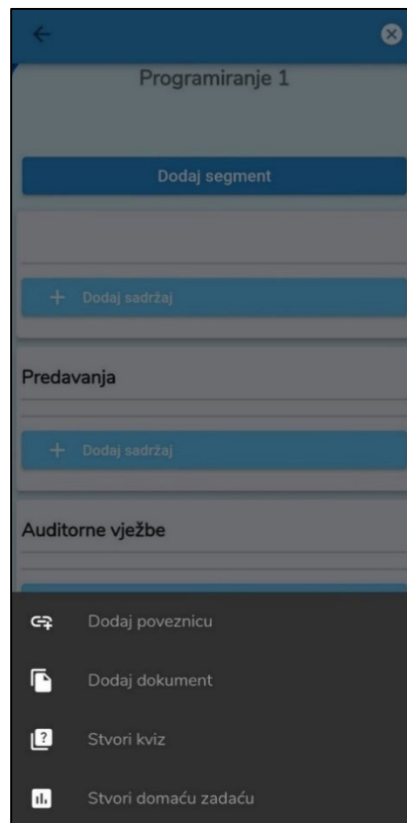 Programiranje 1
Dodaj segment
+ Dodaj sadržaj
Predavanja
+ Dodaj sadržaj
Auditorne vježbe
Dodaj poveznicu
Dodaj dokument
Stvori kviz
Stvori domaću zadaću